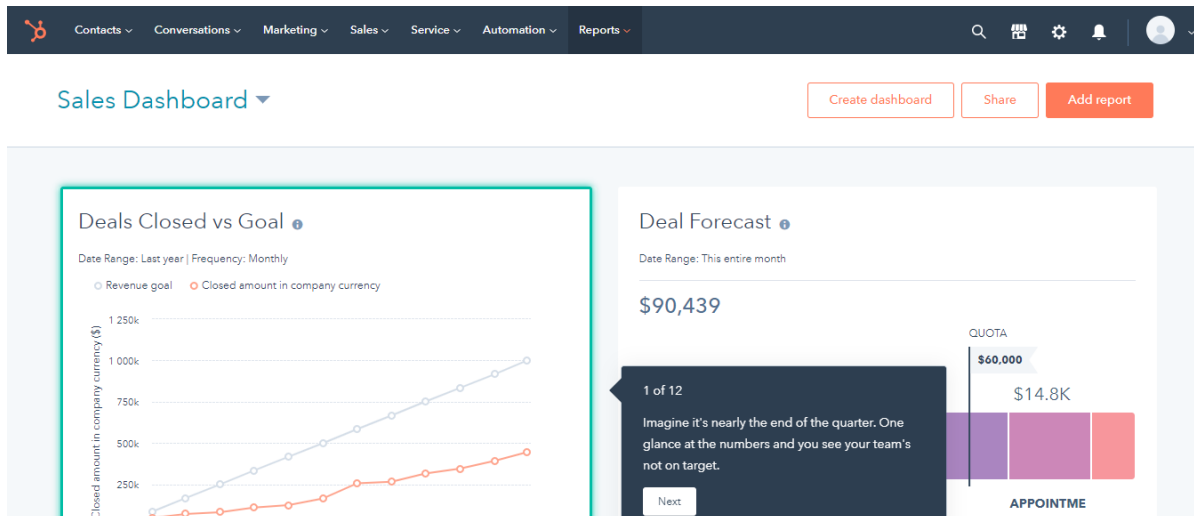 Contacts Conversations Marketing Sales Service Automation Reports
Sales Dashboard
Create dashboard
Share
Add report
Deals Closed vs Goal
Date Range: Last year | Frequency: Monthly
Revenue goal Closed amount in company currency
Closed amount in company currency ($)
1 250k
1 000k
750k
500k
250k
Deal Forecast
Date Range: This entire month
$90,439
QUOTA
$60,000
$14.8K
APPOINTME
1 of 12
Imagine it's nearly the end of the quarter. One
glance at the numbers and you see your team's
not on target.
Next